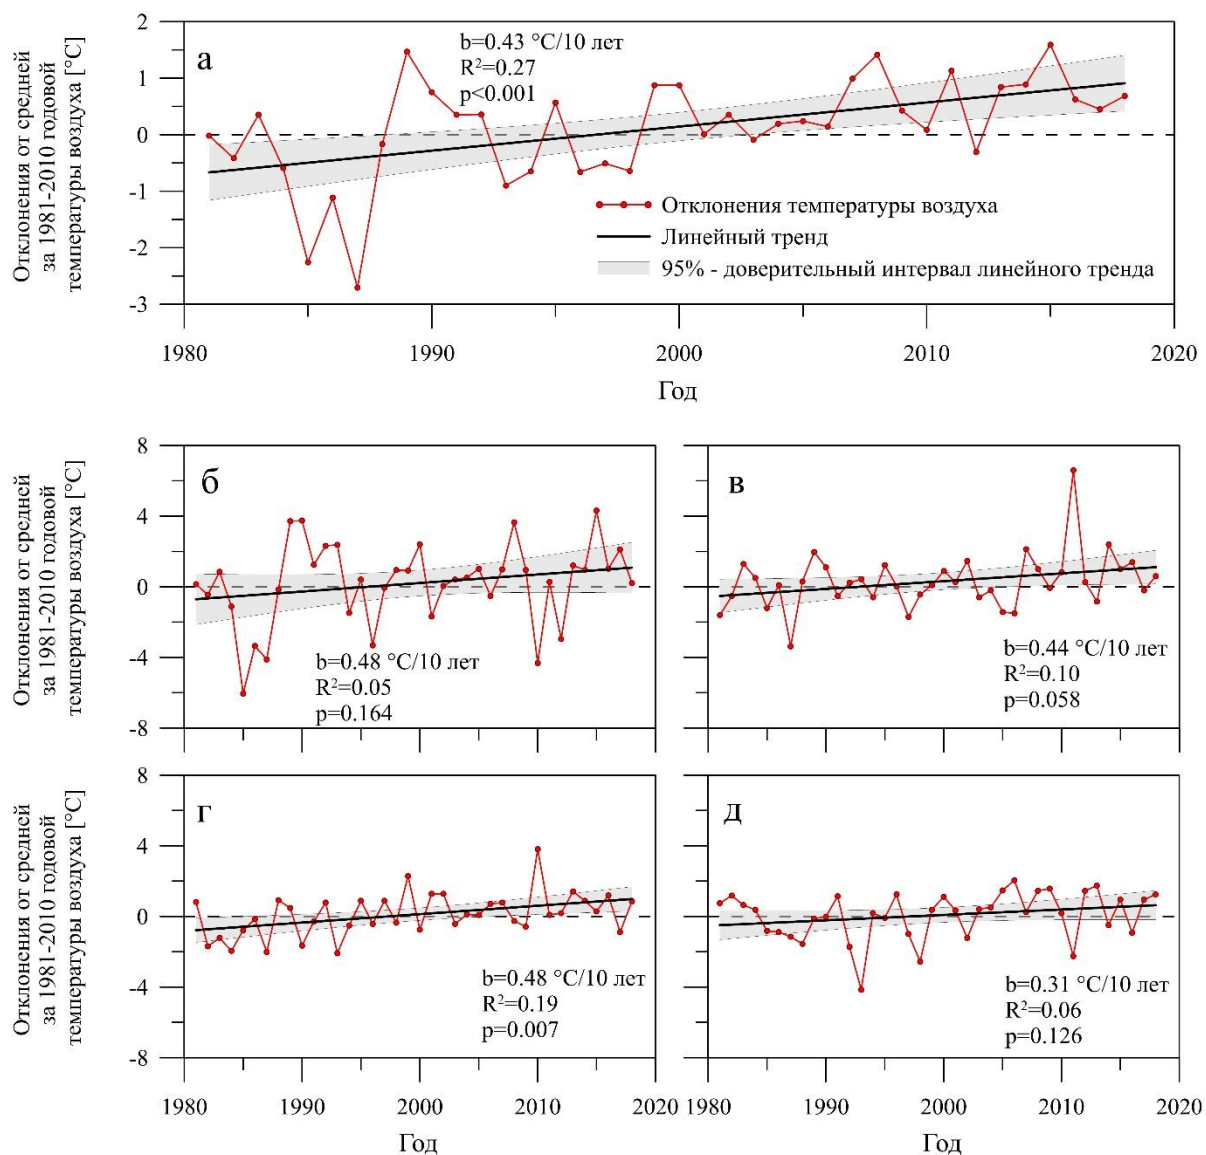 Отклонения от средней
за 1981-2010 годовой
температуры воздуха [°C]
2
1
0
-1
-2
-3
а
b=0.43 °C/10 лет
R²=0.27
p<0.001
Отклонения температуры воздуха
Линейный тренд
95% - доверительный интервал линейного тренда
1980 1990 2000 2010 2020
Год
Отклонения от средней
за 1981-2010 годовой
температуры воздуха [°C]
8
4
0
-4
-8
б
b=0.48 °C/10 лет
R²=0.05
p=0.164
в
b=0.44 °C/10 лет
R²=0.10
p=0.058
Отклонения от средней
за 1981-2010 годовой
температуры воздуха [°C]
8
4
0
-4
-8
г
b=0.48 °C/10 лет
R²=0.19
p=0.007
1980 1990 2000 2010 2020
Год
д
b=0.31 °C/10 лет
R²=0.06
p=0.126
1980 1990 2000 2010 2020
Год